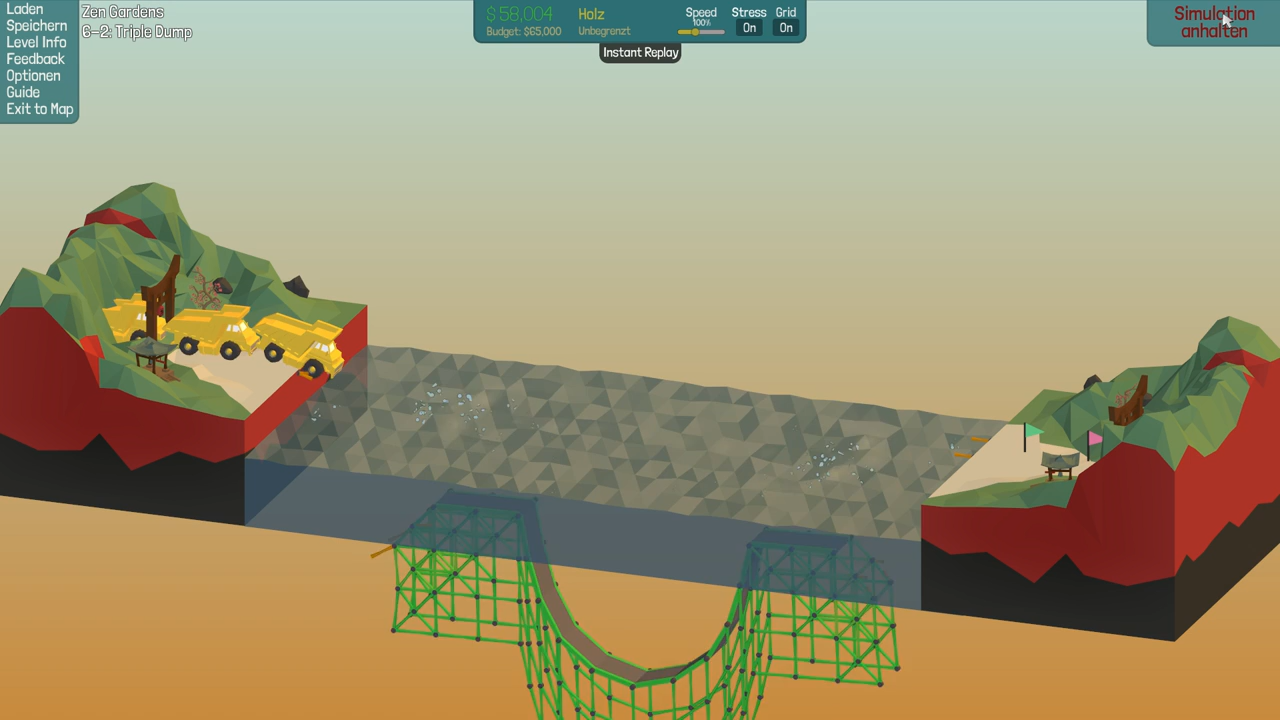 Laden
Speichern
Level Info
Feedback
Optionen
Guide
Exit to Map
Zen Gardens
6-2: Triple Dump
$ 58,004
Budget: $65,000
Holz
Unbegrenzt
Speed
100%
Stress
On
Grid
On
Instant Replay
Simulation
anhalten